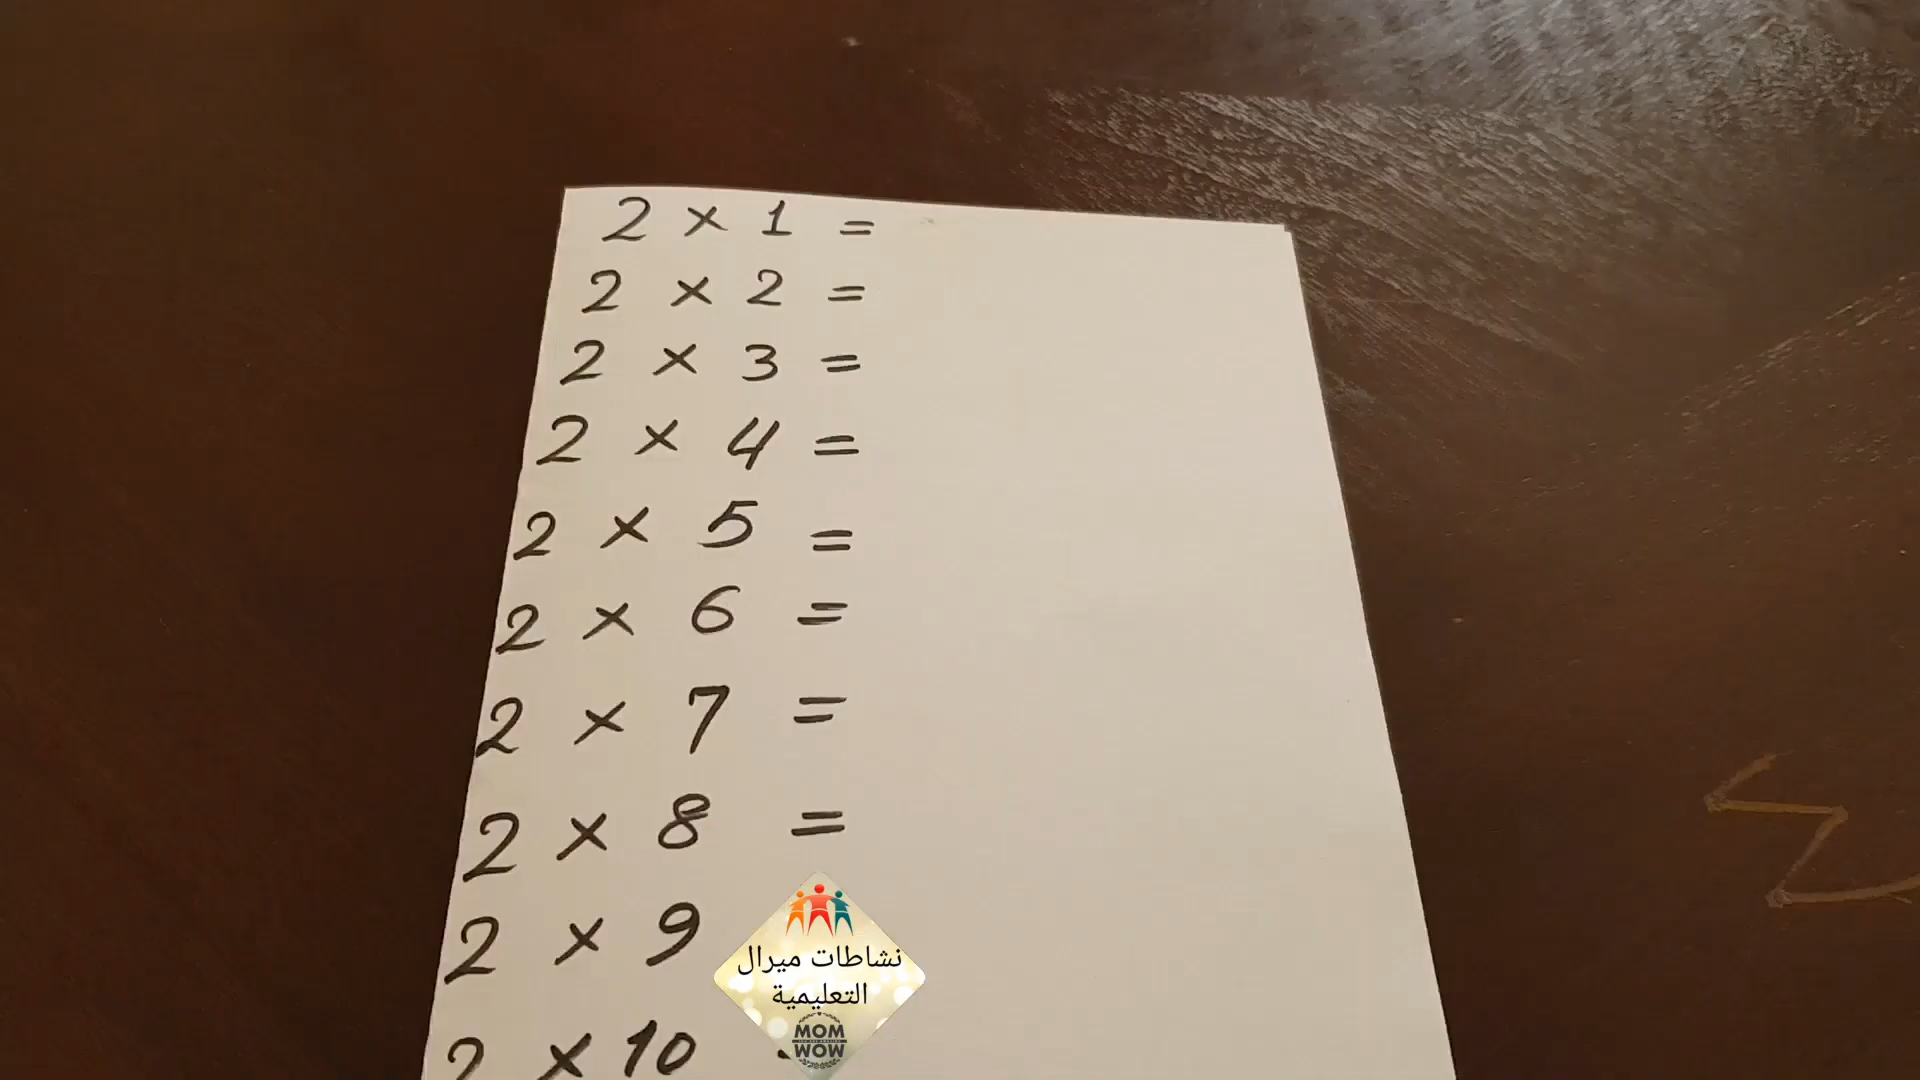 2 × 1 =
2 × 2 =
2 × 3 =
2 × 4 =
2 × 5 =
2 × 6 =
2 × 7 =
2 × 8 =
2 × 9
2 × 10
نشاطات ميرال
التعليمية
MOM
WOW